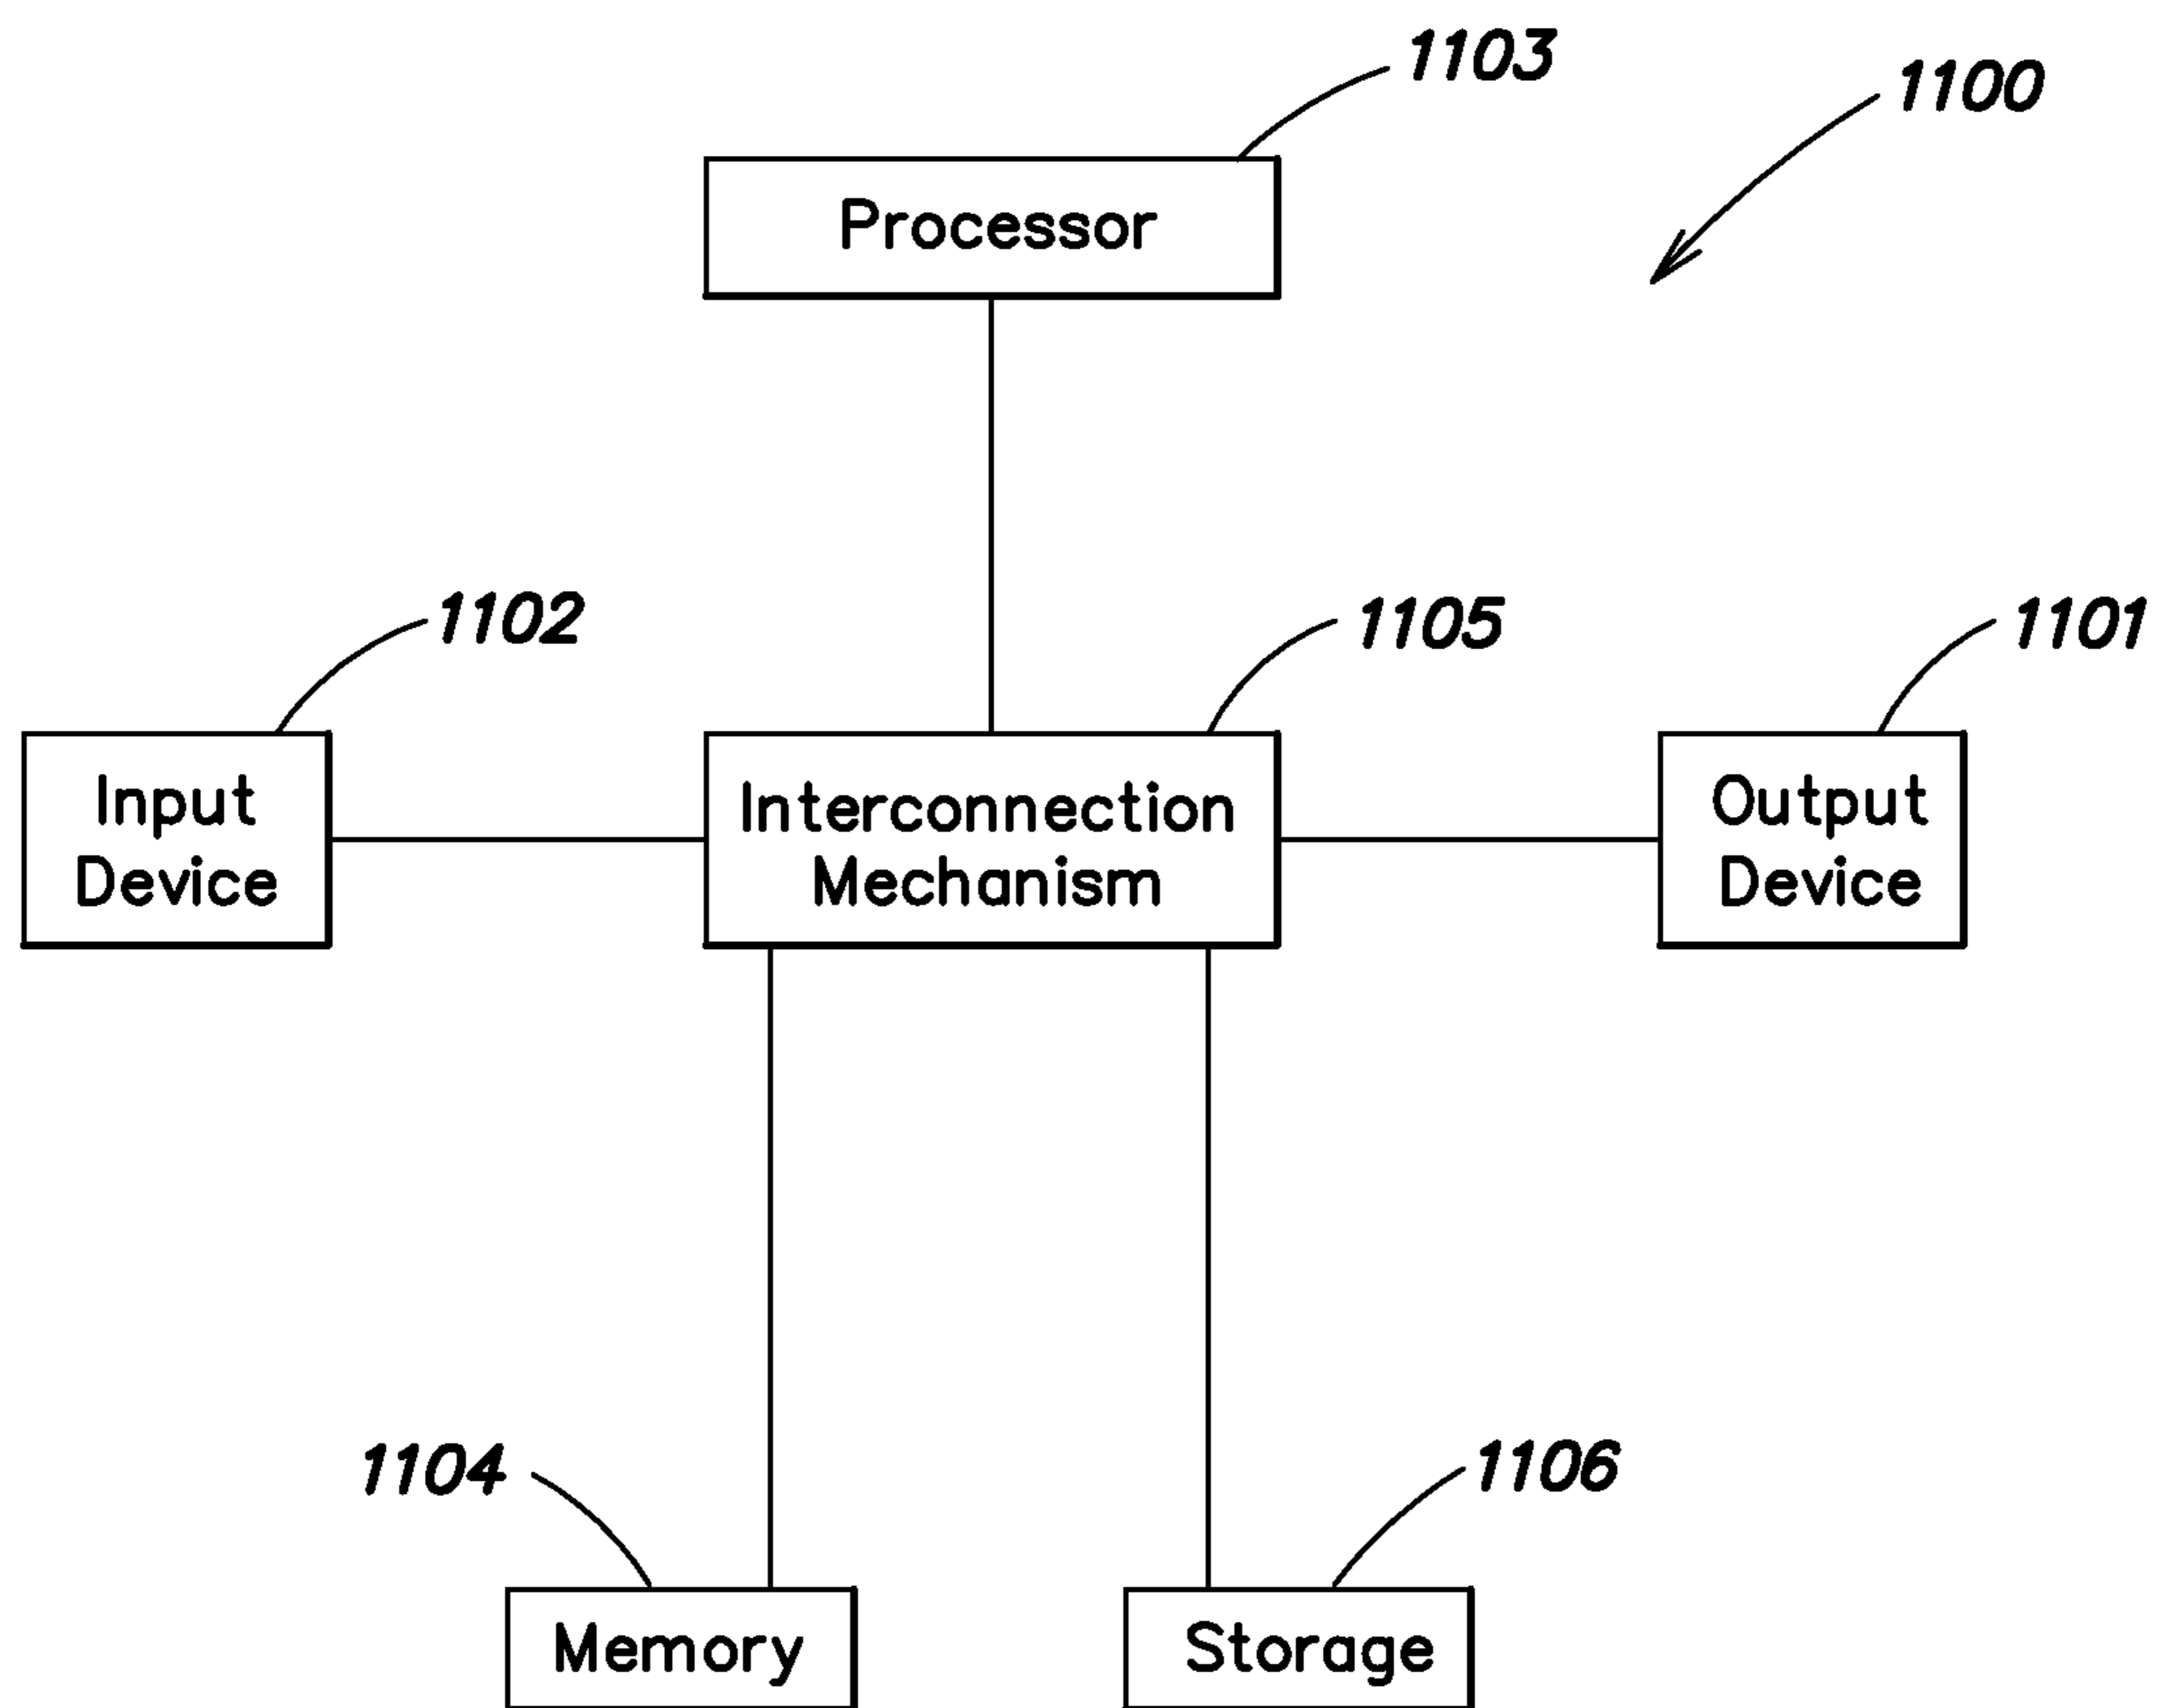 1103
1100
Processor
1102
1105
1101
Input
Device
Interconnection
Mechanism
Output
Device
1104
1106
Memory
Storage